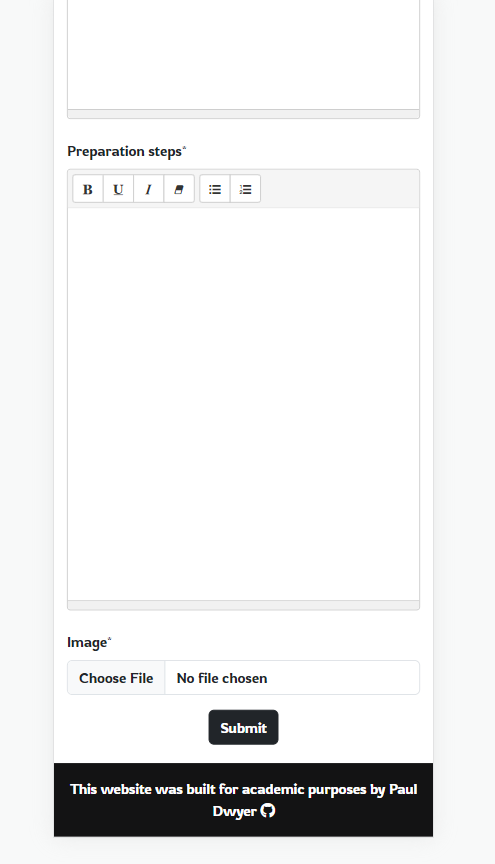 Preparation steps*
B U I
Image*
Choose File No file chosen
Submit
This website was built for academic purposes by Paul
Dwyer